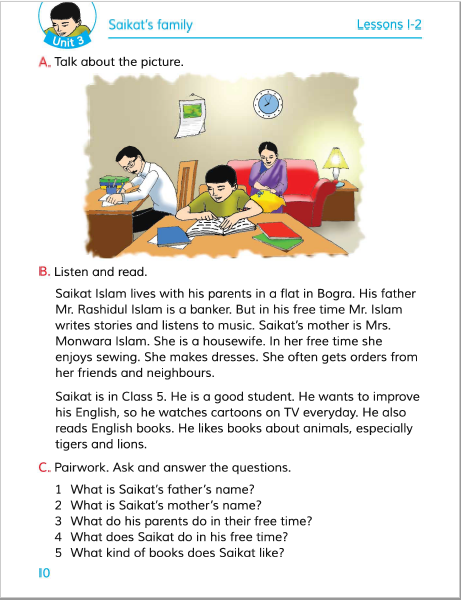 Unit 3
Saikat's family
Lessons 1-2
A. Talk about the picture.
B. Listen and read.
Saikat Islam lives with his parents in a flat in Bogra. His father
Mr. Rashidul Islam is a banker. But in his free time Mr. Islam
writes stories and listens to music. Saikat's mother is Mrs.
Monwara Islam. She is a housewife. In her free time she
enjoys sewing. She makes dresses. She often gets orders from
her friends and neighbours.
Saikat is in Class 5. He is a good student. He wants to improve
his English, so he watches cartoons on TV everyday. He also
reads English books. He likes books about animals, especially
tigers and lions.
C. Pairwork. Ask and answer the questions.
1 What is Saikat's father's name?
2 What is Saikat's mother's name?
3 What do his parents do in their free time?
4 What does Saikat do in his free time?
5 What kind of books does Saikat like?
10